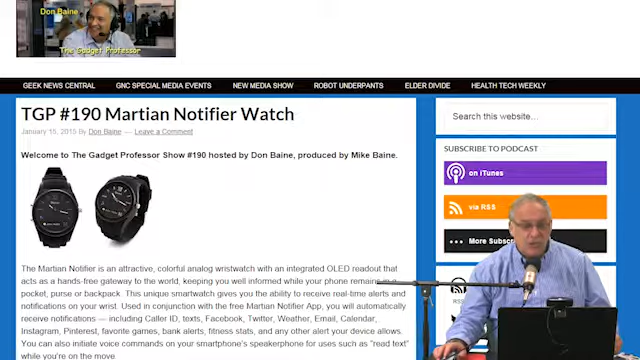 Don Baine
The Gadget Professor
GEEK NEWS CENTRAL GNC SPECIAL MEDIA EVENTS NEW MEDIA SHOW ROBOT UNDERPANTS ELDER DIVIDE HEALTH TECH WEEKLY
TGP #190 Martian Notifier Watch
January 15, 2015 By Don Baine — Leave a Comment
Welcome to The Gadget Professor Show #190 hosted by Don Baine, produced by Mike Baine.
The Martian Notifier is an attractive, colorful analog wristwatch with an integrated OLED readout that
acts as a hands-free gateway to the world, keeping you well informed while your phone remains
pocket, purse or backpack. This unique smartwatch gives you the ability to receive real-time alerts and
notifications on your wrist. Used in conjunction with the free Martian Notifier App, you will automatically
receive notifications — including Caller ID, texts, Facebook, Twitter, Weather, Email, Calendar,
Instagram, Pinterest, favorite games, bank alerts, fitness stats, and any other alert your device allows.
You can also initiate voice commands on your smartphone's speakerphone for uses such as "read text"
while you're on the move.
Search this website…
SUBSCRIBE TO PODCAST
on iTunes
via RSS
More Subscr
RSS